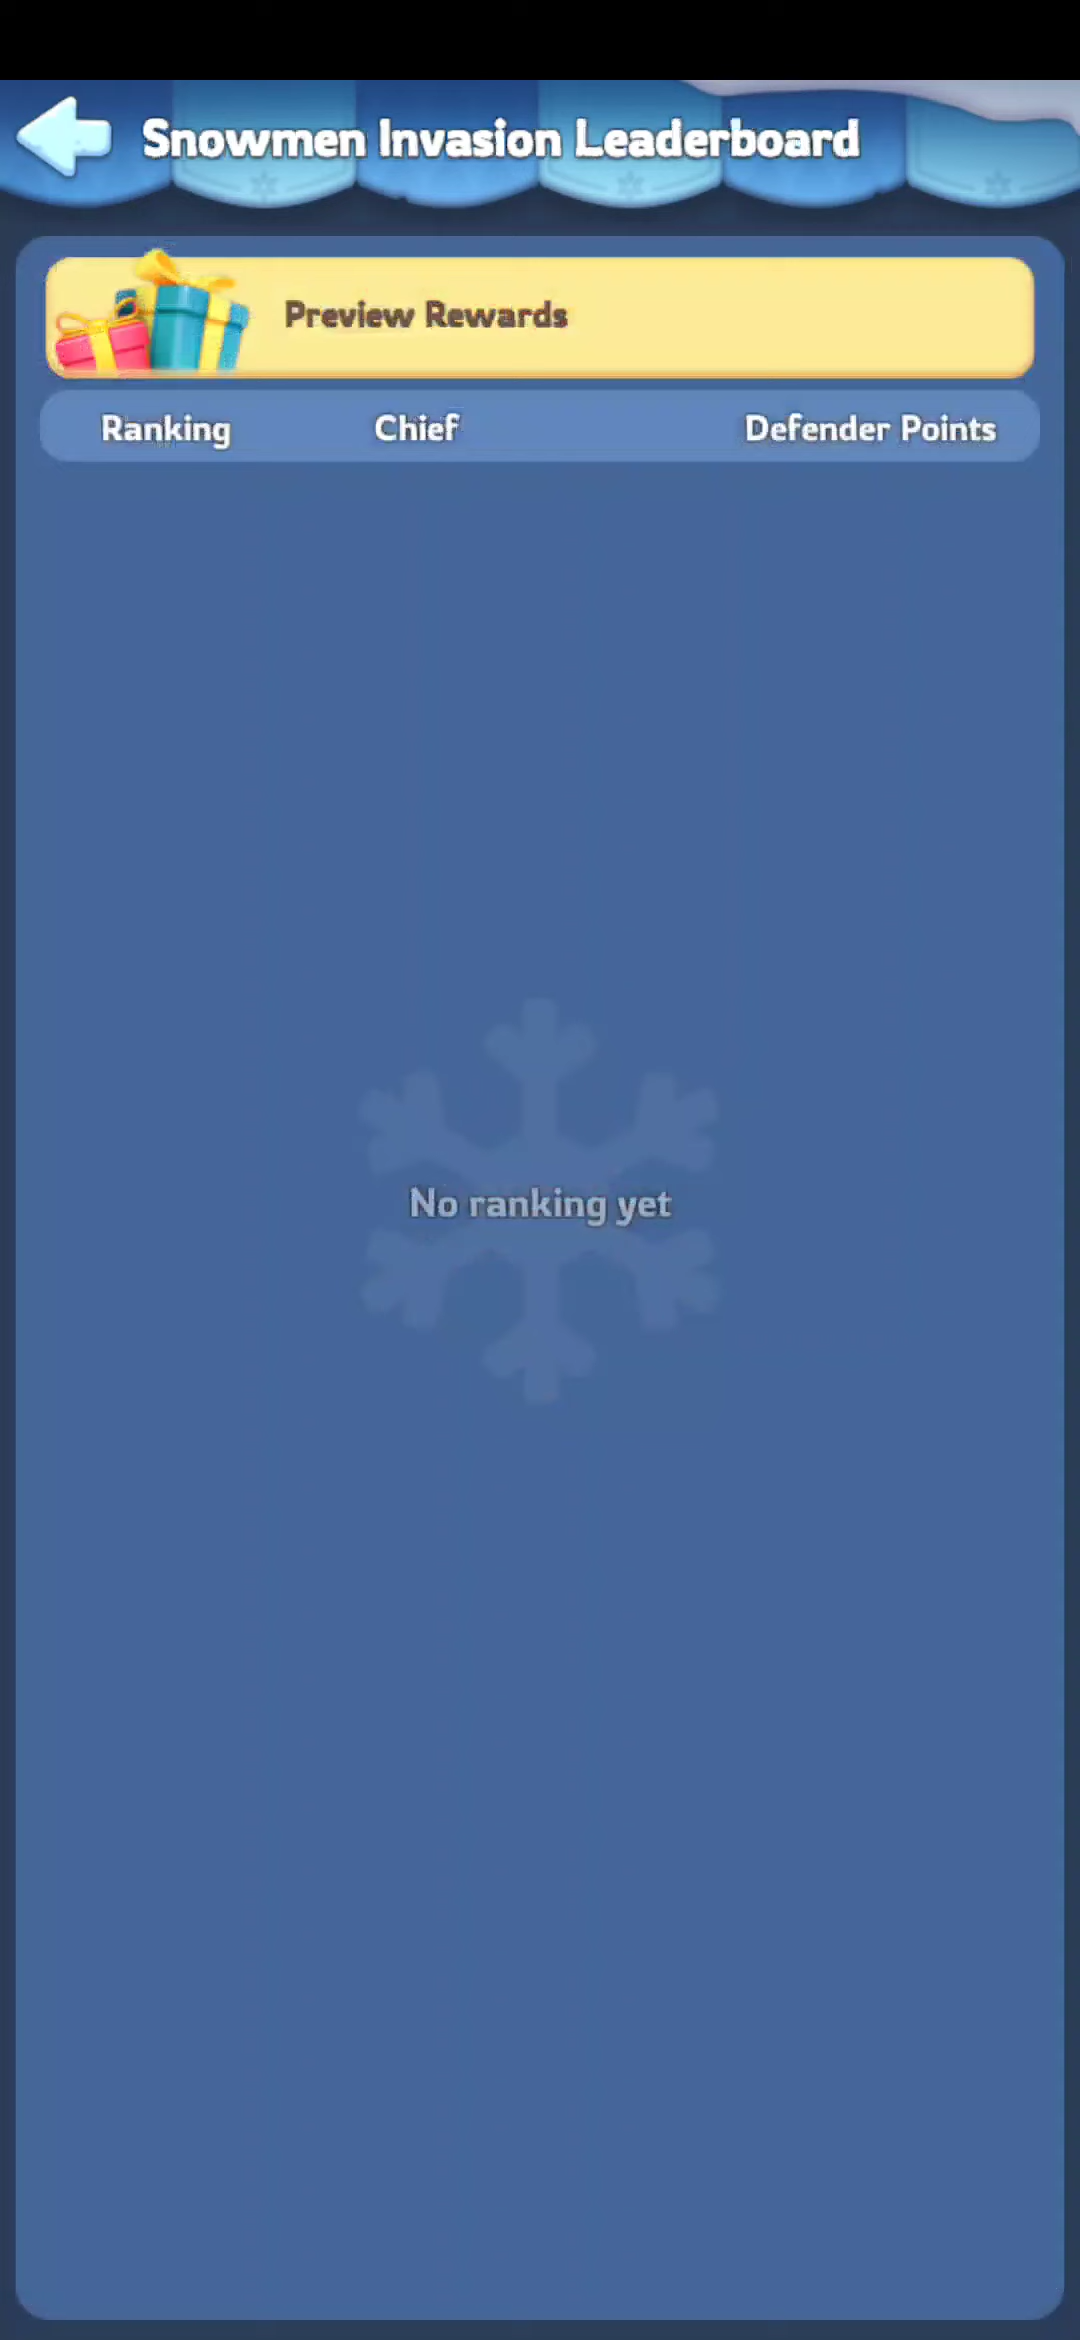 Snowmen Invasion Leaderboard
Preview Rewards
Ranking Chief Defender Points
No ranking yet